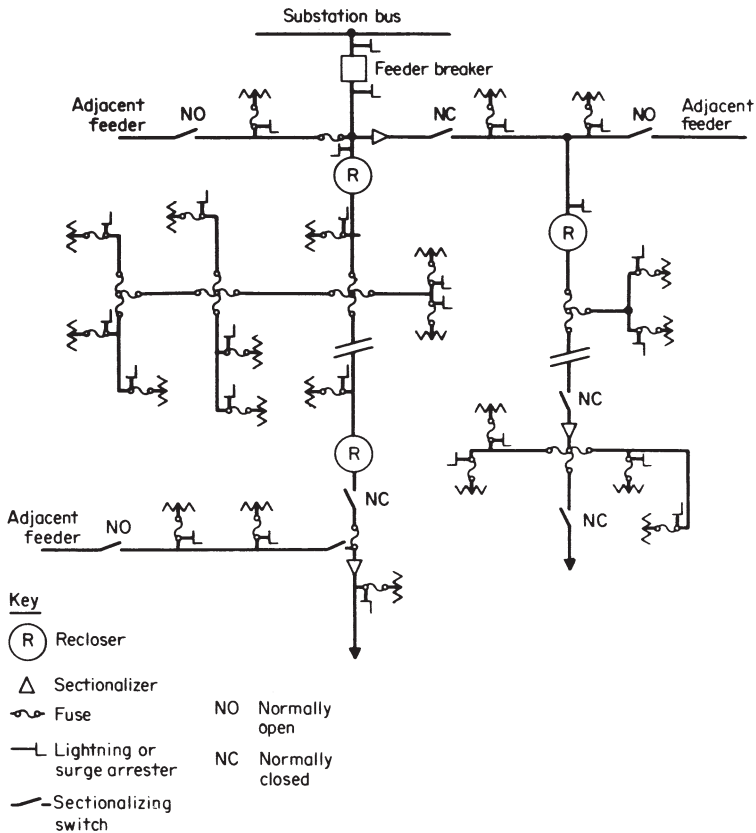 Substation bus
Feeder breaker
Adjacent
feeder
NO
NC
NO
Adjacent
feeder
R
R
NC
R
NC
NC
Adjacent
feeder
NO
Key
R Recloser
Sectionalizer
Fuse
Lightning or
surge arrester
Sectionalizing
switch
NO Normally
open
NC Normally
closed